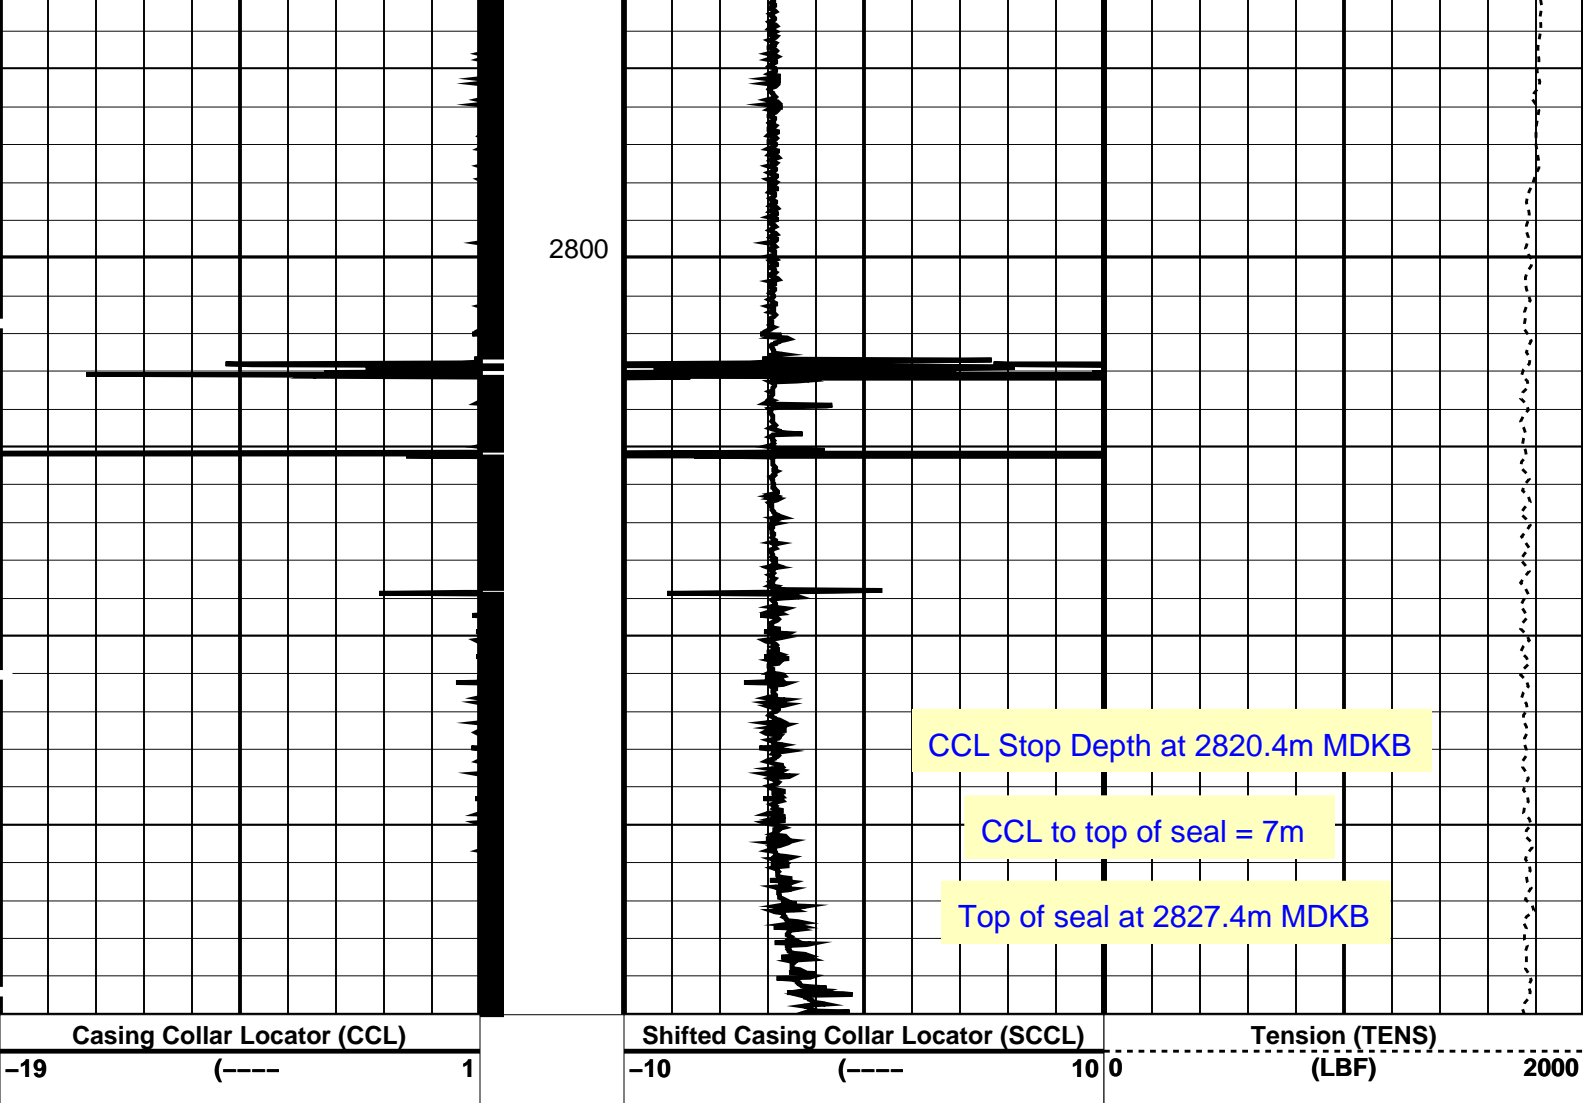 2800
CCL Stop Depth at 2820.4m MDKB
CCL to top of seal = 7m
Top of seal at 2827.4m MDKB
Casing Collar Locator (CCL)
−19 (−−−− 1
Shifted Casing Collar Locator (SCCL)
−10 (−−−− 10
Tension (TENS)
0 (LBF) 2000